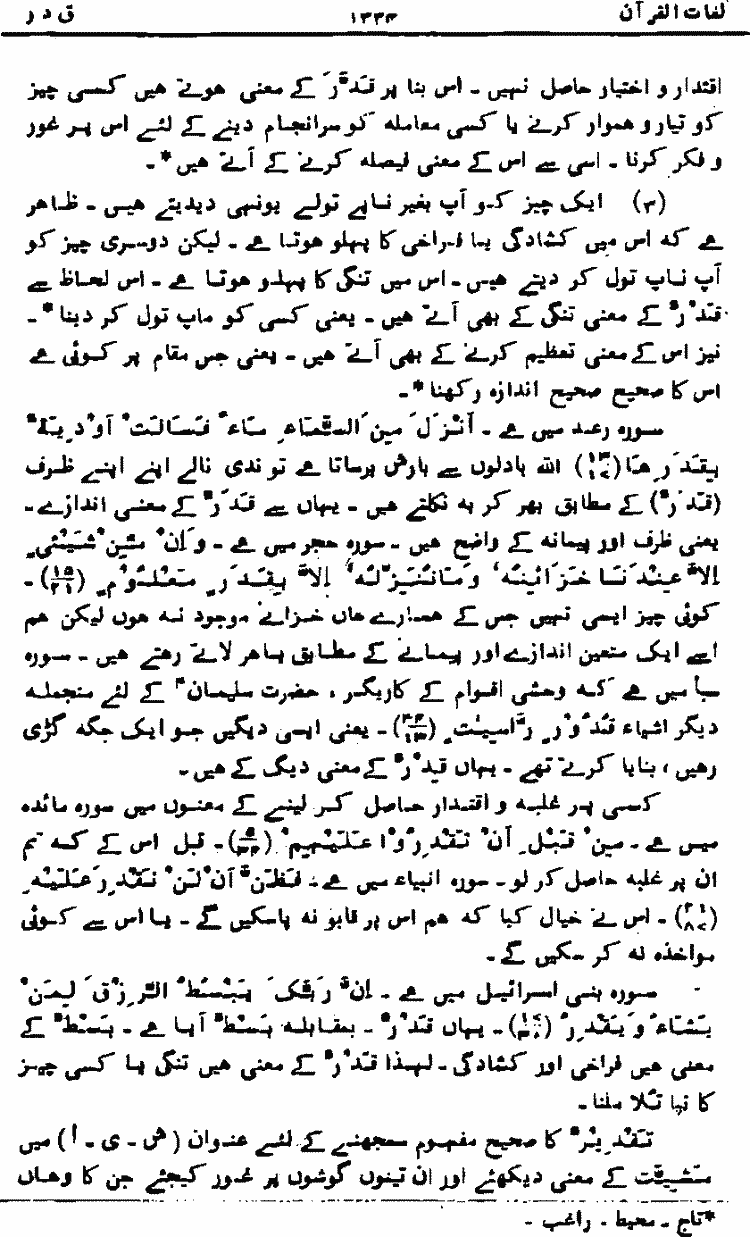 لغات القرآن ۱۳۳۴ ق د ر
اقتدار و اختیار حاصل نہیں ۔ اس بنا پر قَدَّرَ کے معنی ہوتے ہیں کسی چیز
کو تیار و ہموار کرنے یا کسی معاملہ کو سرانجام دینے کے لئے اس پر غور
و فکر کرنا ۔ اسی سے اس کے معنی فیصلہ کرنے کے آتے ہیں* ۔
(۳) ایک چیز کو آپ بغیر ناپے تولے یونہی دیدیتے ہیں ۔ ظاہر
ہے کہ اس میں کشادگی یا فراخی کا پہلو ہوتا ہے ۔ لیکن دوسری چیز کو
آپ ناپ تول کر دیتے ہیں ۔ اس میں تنگی کا پہلو ہوتا ہے ۔ اس لحاظ سے
قَدْرٌ کے معنی تنگی کے بھی آتے ہیں ۔ یعنی کسی کو ماپ تول کر دینا* ۔
نیز اس کے معنی تعظیم کرنے کے بھی آتے ہیں ۔ یعنی جس مقام پر کوئی ہے
اس کا صحیح صحیح اندازہ رکھنا* ۔
سورہ رعد میں ہے ۔ اَنْزَلَ مِنَ السَّمَاءِ مَاءً فَسَالَتْ اَوْدِيَةٌ
بِقَدَرِهَا (۱۳/۱۷) اللہ بادلوں سے بارش برساتا ہے تو ندی نالے اپنے اپنے ظرف
(قَدَرٌ) کے مطابق بھر کر بہ نکلتے ہیں ۔ یہاں سے قَدَرٌ کے معنی اندازے ۔
یعنی ظرف اور پیمانہ کے واضح ہیں ۔ سورہ حجر میں ہے ۔ وَ اِنْ مِّنْ شَيْئٍ
اِلاَّ عِنْدَنَا خَزَائِنُهُ وَمَا نُنَزِّلُهُ اِلاَّ بِقَدَرٍ مَعْلُوْمٍ (۱۵/۲۱) ۔
کوئی چیز ایسی نہیں جس کے ہمارے ہاں خزانے موجود نہ ہوں لیکن ہم
اسے ایک متعین اندازے اور پیمانے کے مطابق باہر لاتے رہتے ہیں ۔ سورہ
سبا میں ہے کہ وحشی اقوام کے کاریگر ، حضرت سلیمانؑ کے لئے منجملہ
دیگر اشیاء قُدُوْرٍ رَّاسِيٰتٍ (۳۴/۱۳) ۔ یعنی ایسی دیگیں جو ایک جگہ گڑی
رہیں ، بنایا کرتے تھے ۔ یہاں قِدْرٌ کے معنی دیگ کے ہیں ۔
کسی پر غلبہ و اقتدار حاصل کر لینے کے معنوں میں سورہ مائدہ
میں ہے ۔ مِنْ قَبْلِ اَنْ تَقْدِرُوْا عَلَيْهِمْ (۵/۳۴) ۔ قبل اس کے کہ تم
ان پر غلبہ حاصل کر لو ۔ سورہ انبیاء میں ہے ۔ فَظَنَّ اَنْ لَنْ نَقْدِرَ عَلَيْهِ
(۲۱/۸۷) ۔ اس نے خیال کیا کہ ہم اس پر قابو نہ پاسکیں گے ۔ یا اس سے کوئی
مواخذہ نہ کر سکیں گے ۔
سورہ بنی اسرائیل میں ہے ۔ اِنَّ رَبَّكَ يَبْسُطُ الرِّزْقَ لِمَنْ
يَشَاءُ وَ يَقْدِرُ (۱۷/۳۰) ۔ یہاں قَدْرٌ ۔ بمقابلہ بَسْطٌ آیا ہے ۔ بَسْطٌ کے
معنی ہیں فراخی اور کشادگی ۔ لہذا قَدْرٌ کے معنی ہیں تنگی یا کسی چیز
کا نپا تُلا ملنا ۔
تَقْدِيْرٌ کا صحیح مفہوم سمجھنے کے لئے عنوان (ش ۔ ی ۔ أ) میں
مَشِيَّت کے معنی دیکھئے اور ان تینوں گوشوں پر غور کیجئے جن کا وہاں
*تاج ۔ محیط ۔ راغب ۔